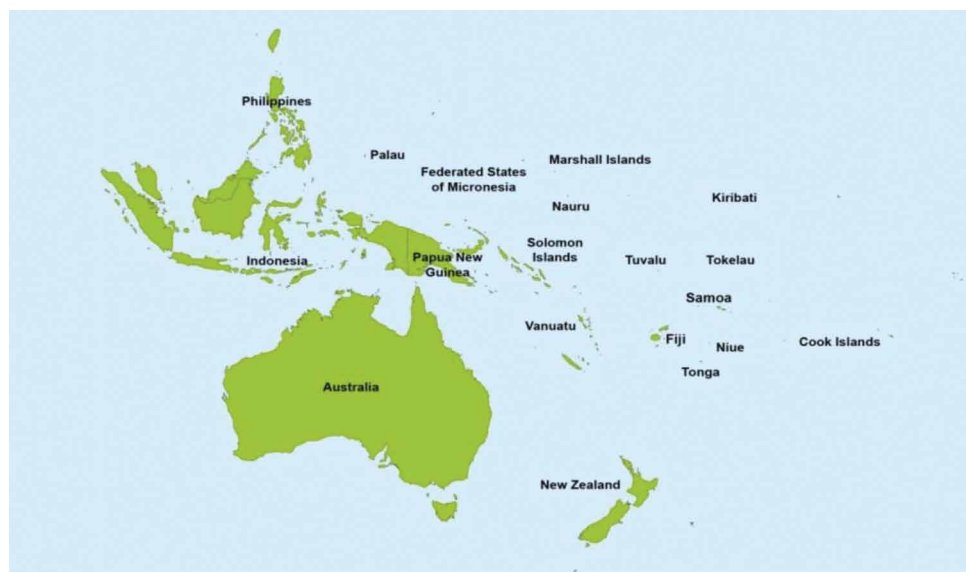 Philippines
Palau
Marshall Islands
Federated States
of Micronesia
Kiribati
Nauru
Solomon
Islands
Indonesia
Papua New
Guinea
Tuvalu
Tokelau
Samoa
Vanuatu
Fiji
Niue
Cook Islands
Tonga
Australia
New Zealand